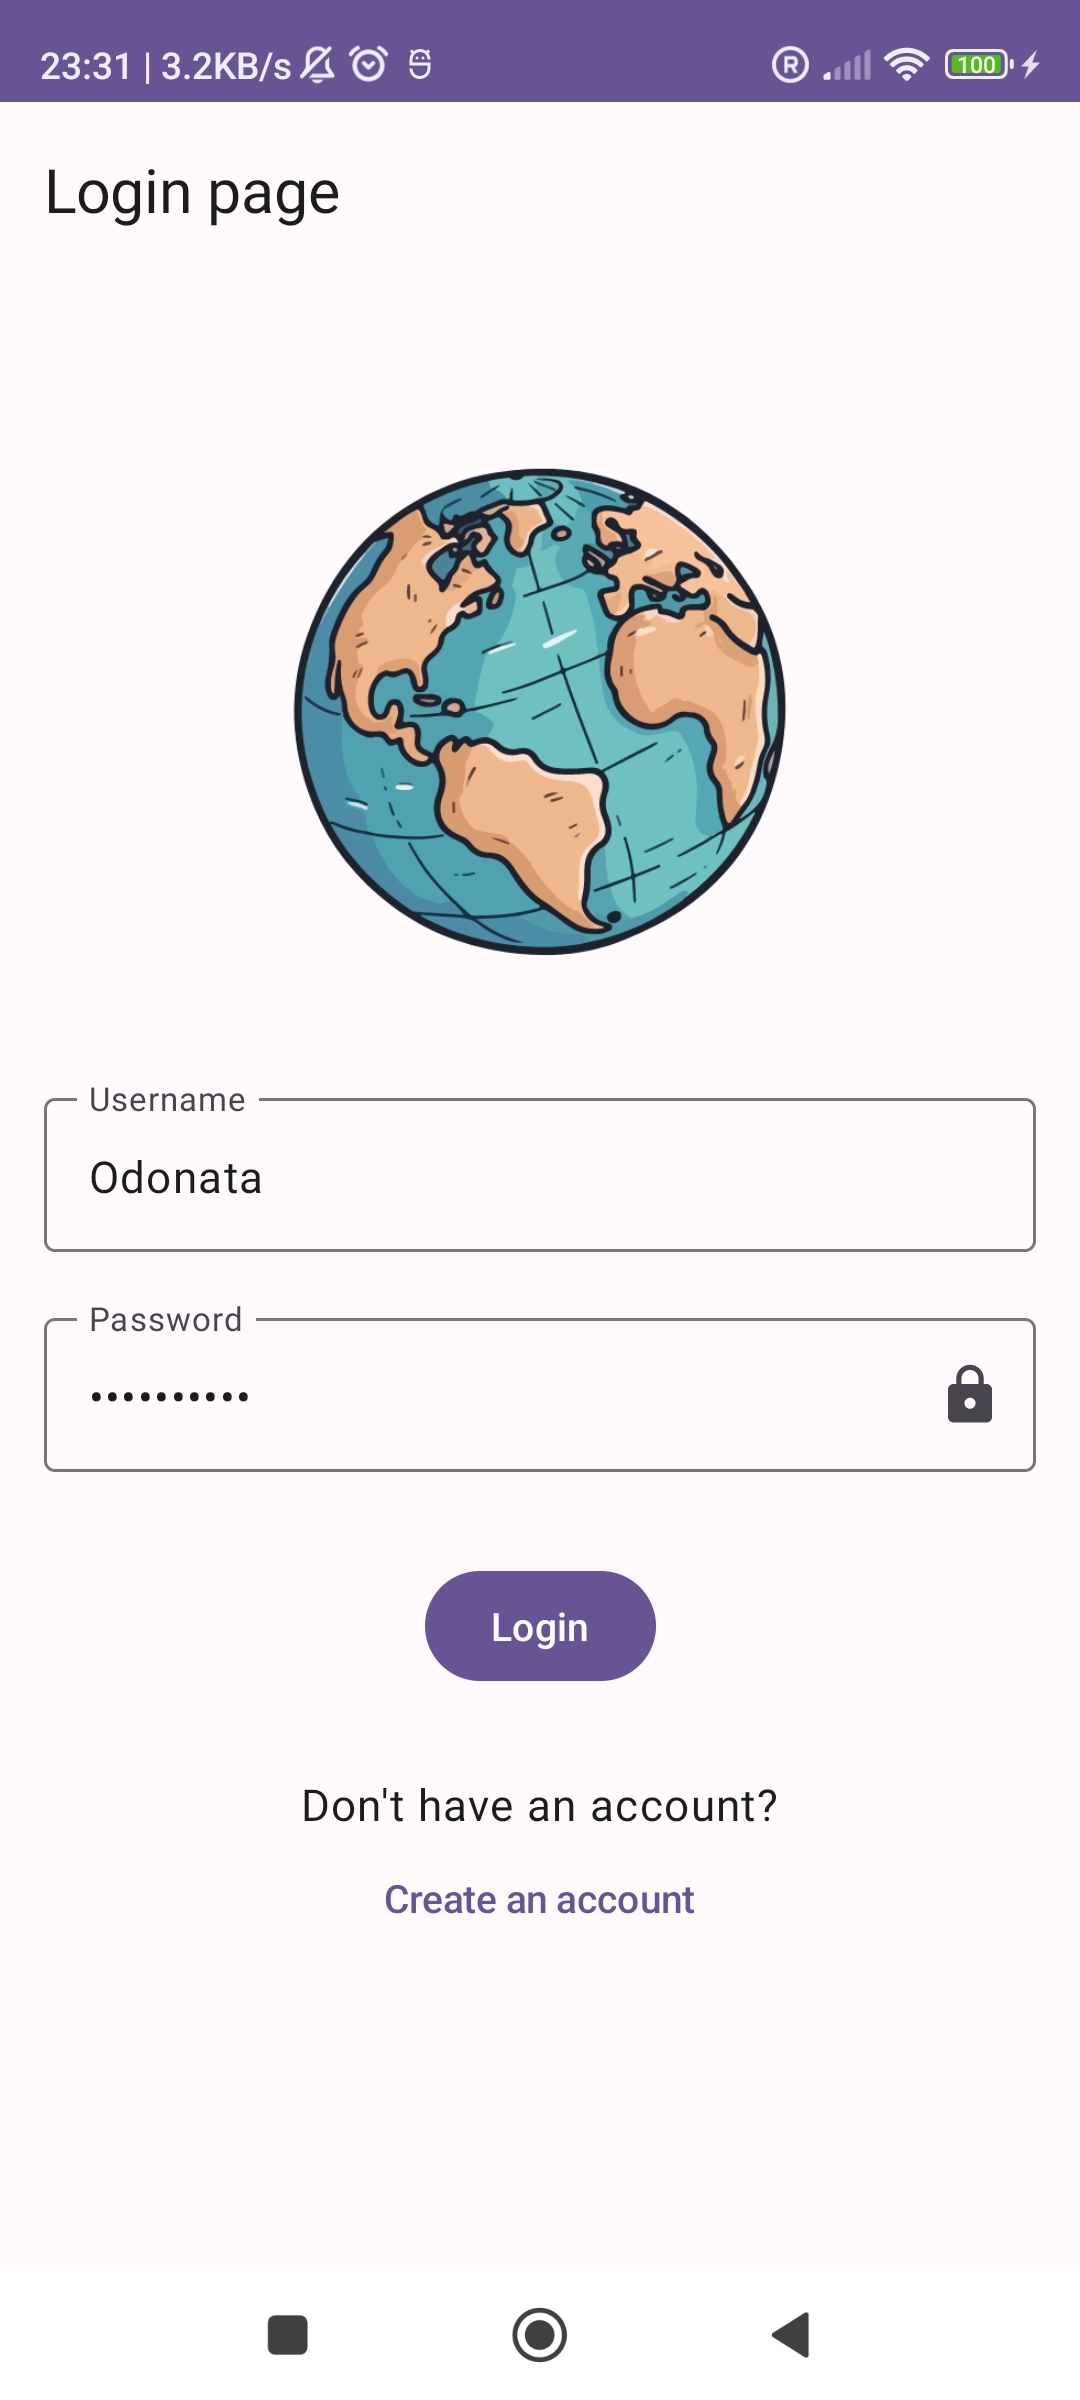 23:31 | 3.2KB/s
R
100
Login page
Username
Odonata
Password
••••••••••
Login
Don't have an account?
Create an account